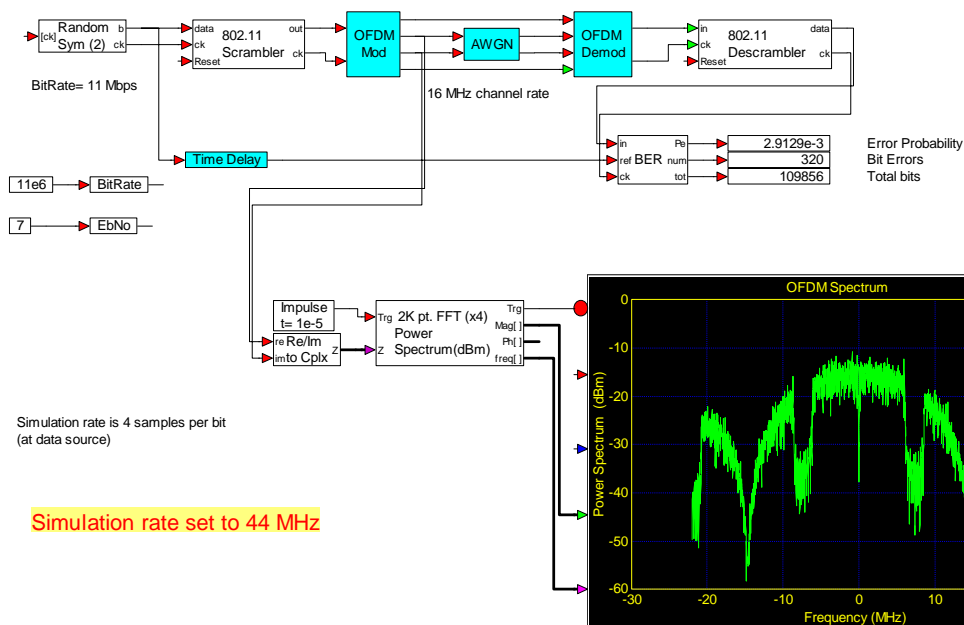 [ck]
Random
Sym (2)
b
ck
data
ck
Reset
802.11
Scrambler
out
ck
OFDM
Mod
AWGN
OFDM
Demod
in
ck
Reset
802.11
Descrambler
data
ck
BitRate= 11 Mbps
16 MHz channel rate
Time Delay
in
ref
ck
BER
Pe
num
tot
2.9129e-3
320
109856
Error Probability
Bit Errors
Total bits
11e6
BitRate
7
EbNo
Impulse
t= 1e-5
re
im
Re/Im
to Cplx
Z
Trg
Z
2K pt. FFT (x4)
Power
Spectrum(dBm)
Trg
Mag[ ]
Ph[ ]
freq[ ]
OFDM Spectrum
Power Spectrum (dBm)
0
-10
-20
-30
-40
-50
-60
-30
-20
-10
0
10
Frequency (MHz)
Simulation rate is 4 samples per bit
(at data source)
Simulation rate set to 44 MHz